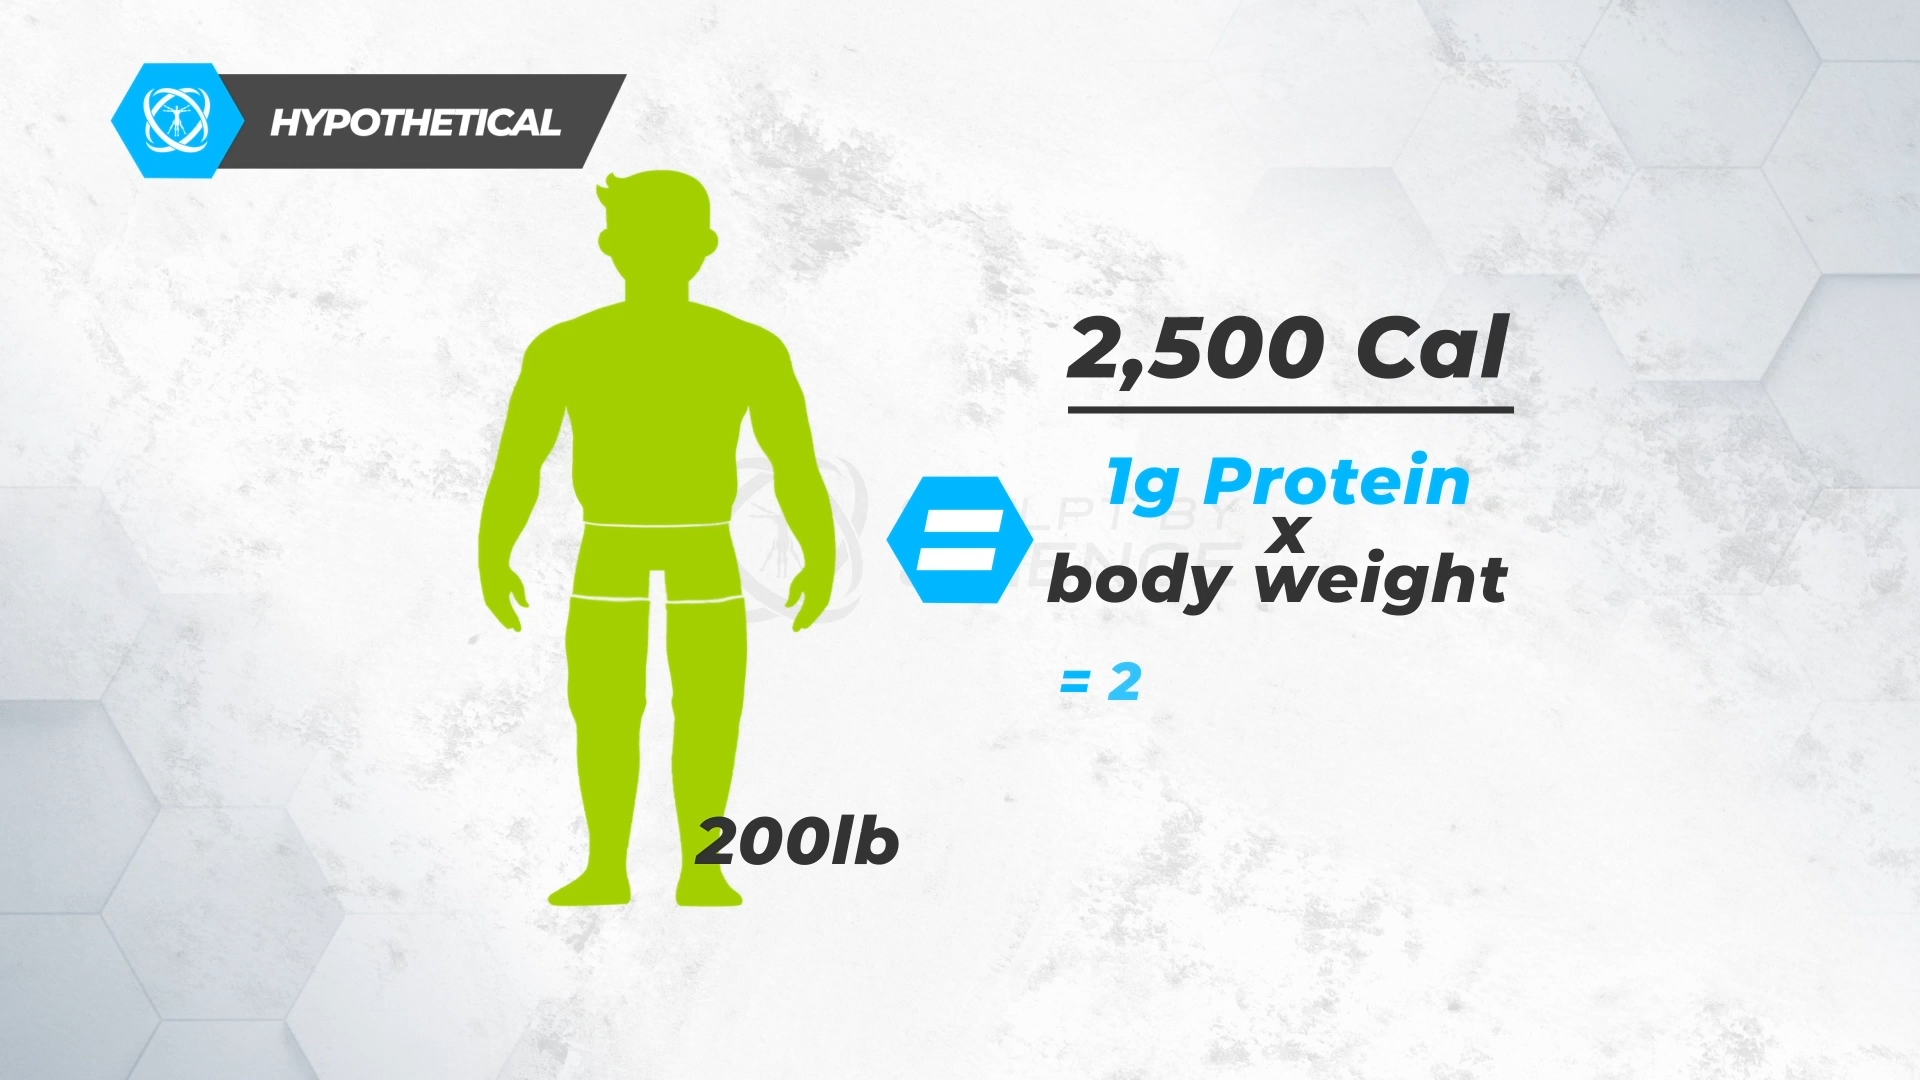 HYPOTHETICAL
2,500 Cal
1g Protein
x
body weight
= 2
200lb